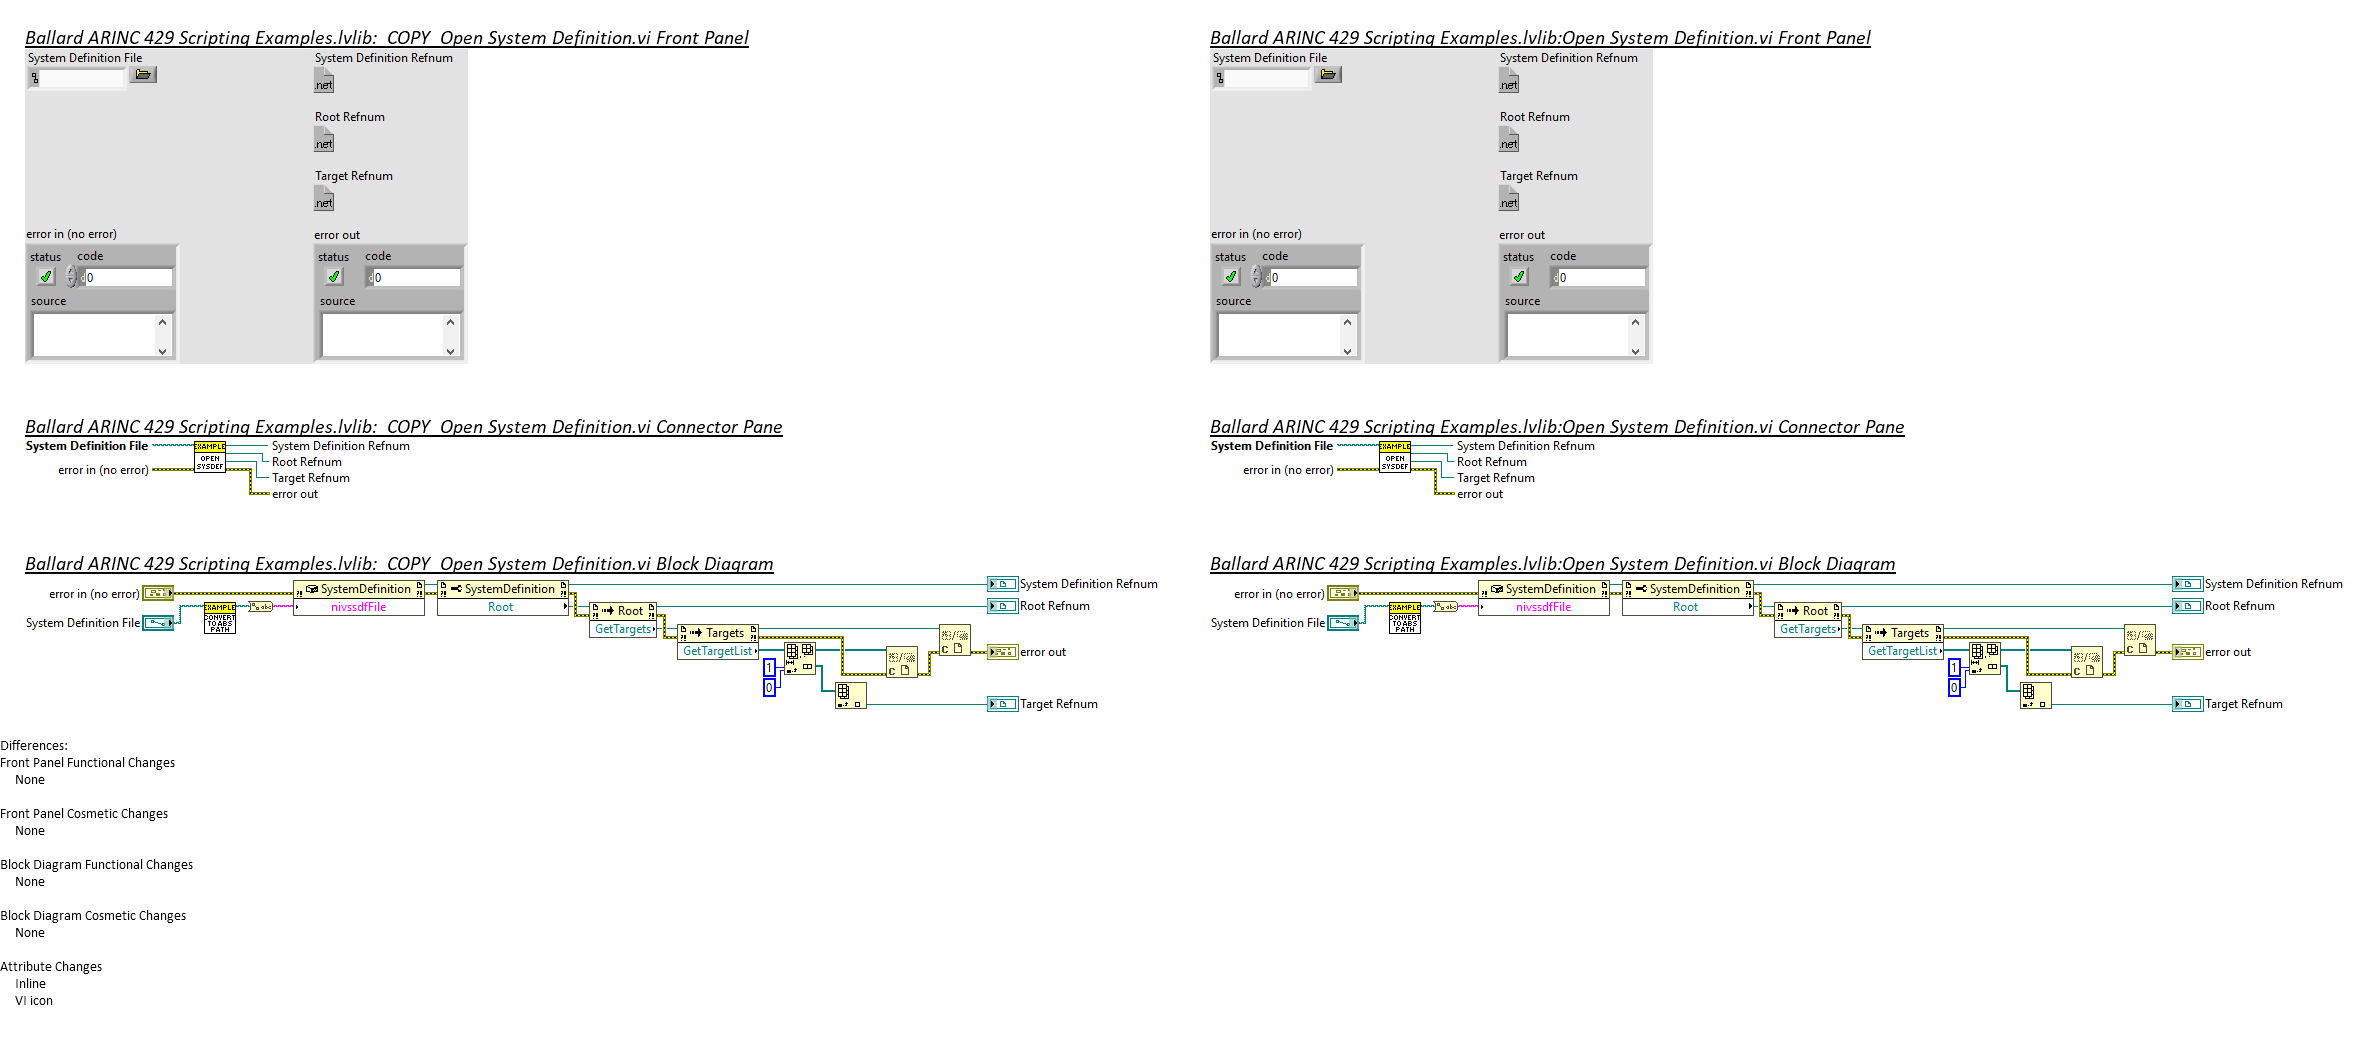 Ballard ARINC 429 Scripting Examples.lvlib:  COPY  Open System Definition.vi Front Panel
System Definition File
System Definition Refnum
.net
Root Refnum
.net
Target Refnum
.net
error in (no error)
error out
status code
0
source
status code
0
source
Ballard ARINC 429 Scripting Examples.lvlib:Open System Definition.vi Front Panel
System Definition File
System Definition Refnum
.net
Root Refnum
.net
Target Refnum
.net
error in (no error)
error out
status code
0
source
status code
0
source
Ballard ARINC 429 Scripting Examples.lvlib:  COPY  Open System Definition.vi Connector Pane
System Definition File
error in (no error)
EXAMPLE
OPEN
SYSDEF
System Definition Refnum
Root Refnum
Target Refnum
error out
Ballard ARINC 429 Scripting Examples.lvlib:Open System Definition.vi Connector Pane
System Definition File
error in (no error)
EXAMPLE
OPEN
SYSDEF
System Definition Refnum
Root Refnum
Target Refnum
error out
Ballard ARINC 429 Scripting Examples.lvlib:  COPY  Open System Definition.vi Block Diagram
error in (no error)
System Definition File
EXAMPLE
CONVERT
TO ABS
PATH
abc
SystemDefinition
nivssdfFile
SystemDefinition
Root
Root
GetTargets
Targets
GetTargetList
1
0
C
C
System Definition Refnum
Root Refnum
error out
Target Refnum
Ballard ARINC 429 Scripting Examples.lvlib:Open System Definition.vi Block Diagram
error in (no error)
System Definition File
EXAMPLE
CONVERT
TO ABS
PATH
abc
SystemDefinition
nivssdfFile
SystemDefinition
Root
Root
GetTargets
Targets
GetTargetList
1
0
C
C
System Definition Refnum
Root Refnum
error out
Target Refnum
Differences:
Front Panel Functional Changes
None
Front Panel Cosmetic Changes
None
Block Diagram Functional Changes
None
Block Diagram Cosmetic Changes
None
Attribute Changes
Inline
VI icon